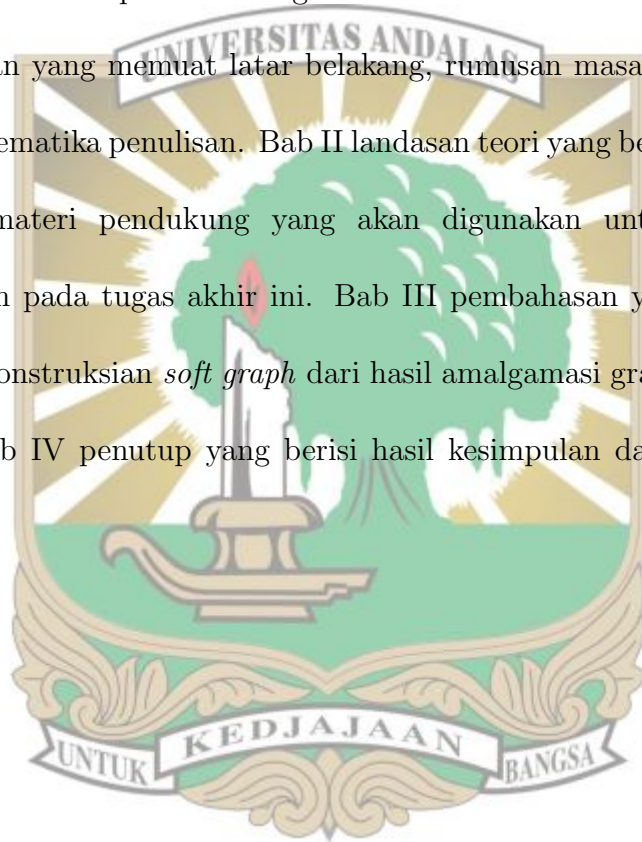 UNIVERSITAS ANDALAS
yang memuat latar belakang, rumusan masa
ematika penulisan. Bab II landasan teori yang be
materi pendukung yang akan digunakan unt
pada tugas akhir ini. Bab III pembahasan y
onstruksian soft graph dari hasil amalgamasi gra
b IV penutup yang berisi hasil kesimpulan da
UNTUK KEDJAJAAN BANGSA